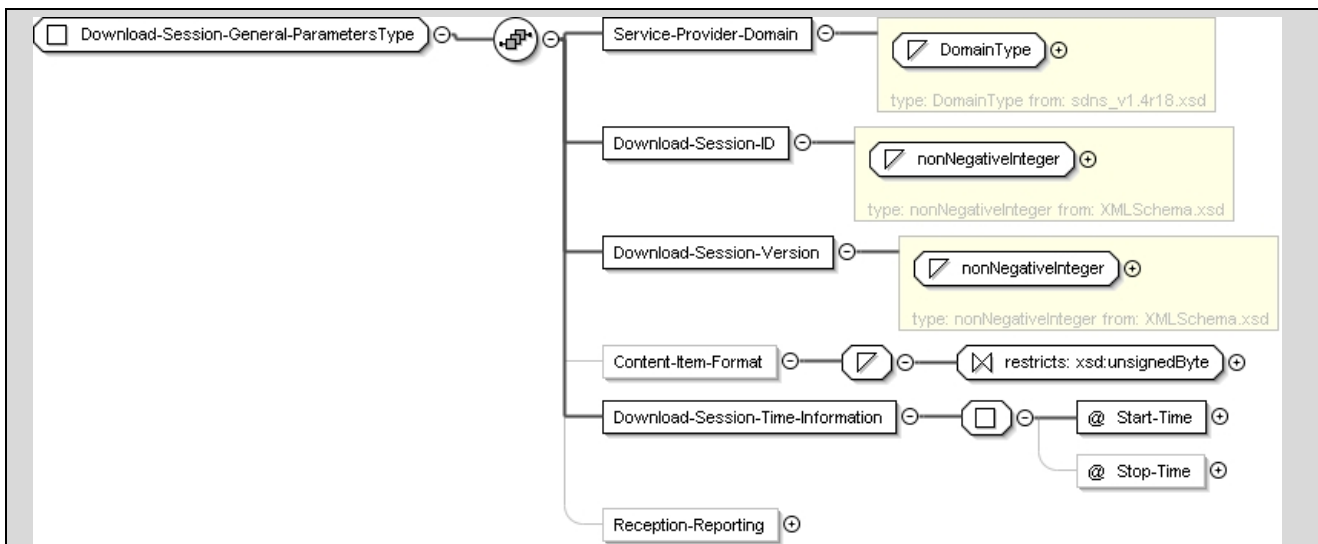 Download-Session-General-ParametersType
Service-Provider-Domain
DomainType
type: DomainType from: sdns_v1.4r18.xsd
Download-Session-ID
nonNegativeInteger
type: nonNegativeInteger from: XMLSchema.xsd
Download-Session-Version
nonNegativeInteger
type: nonNegativeInteger from: XMLSchema.xsd
Content-Item-Format
restricts: xsd:unsignedByte
Download-Session-Time-Information
@ Start-Time
@ Stop-Time
Reception-Reporting